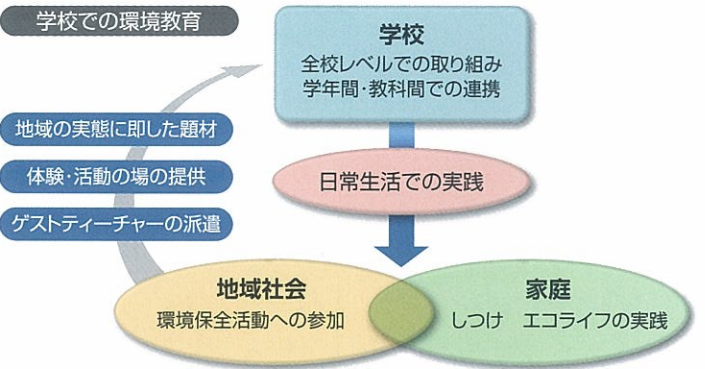 学校での環境教育
学校
全校レベルでの取り組み
学年間・教科間での連携
地域の実態に即した題材
体験・活動の場の提供
ゲストティーチャーの派遣
日常生活での実践
地域社会
環境保全活動への参加
家庭
しつけ　エコライフの実践